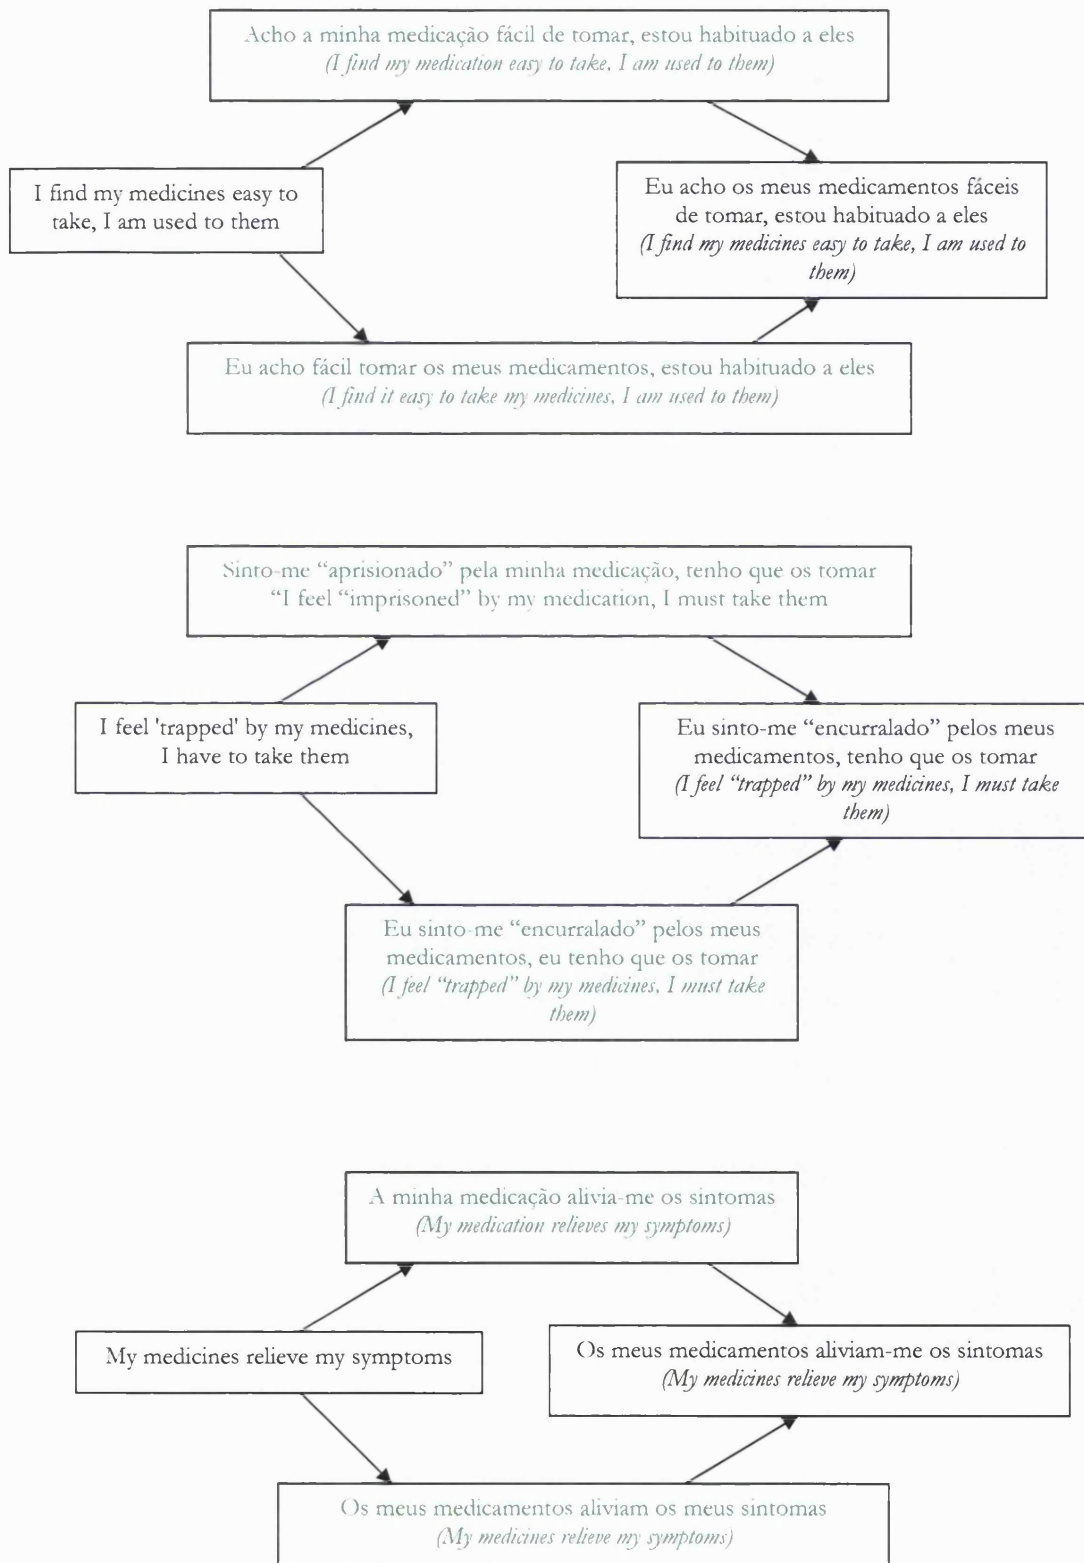 Acho a minha medicação fácil de tomar, estou habituado a eles
(I find my medication easy to take, I am used to them)
I find my medicines easy to
take, I am used to them
Eu acho os meus medicamentos fáceis
de tomar, estou habituado a eles
(I find my medicines easy to take, I am used to
them)
Eu acho fácil tomar os meus medicamentos, estou habituado a eles
(I find it easy to take my medicines, I am used to them)
Sinto-me “aprisionado” pela minha medicação, tenho que os tomar
“I feel “imprisoned” by my medication, I must take them
I feel 'trapped' by my medicines,
I have to take them
Eu sinto-me “encurralado” pelos meus
medicamentos, tenho que os tomar
(I feel “trapped” by my medicines, I must take
them)
Eu sinto-me “encurralado” pelos meus
medicamentos, eu tenho que os tomar
(I feel “trapped” by my medicines, I must take
them)
A minha medicação alivia-me os sintomas
(My medication relieves my symptoms)
My medicines relieve my symptoms
Os meus medicamentos aliviam-me os sintomas
(My medicines relieve my symptoms)
Os meus medicamentos aliviam os meus sintomas
(My medicines relieve my symptoms)